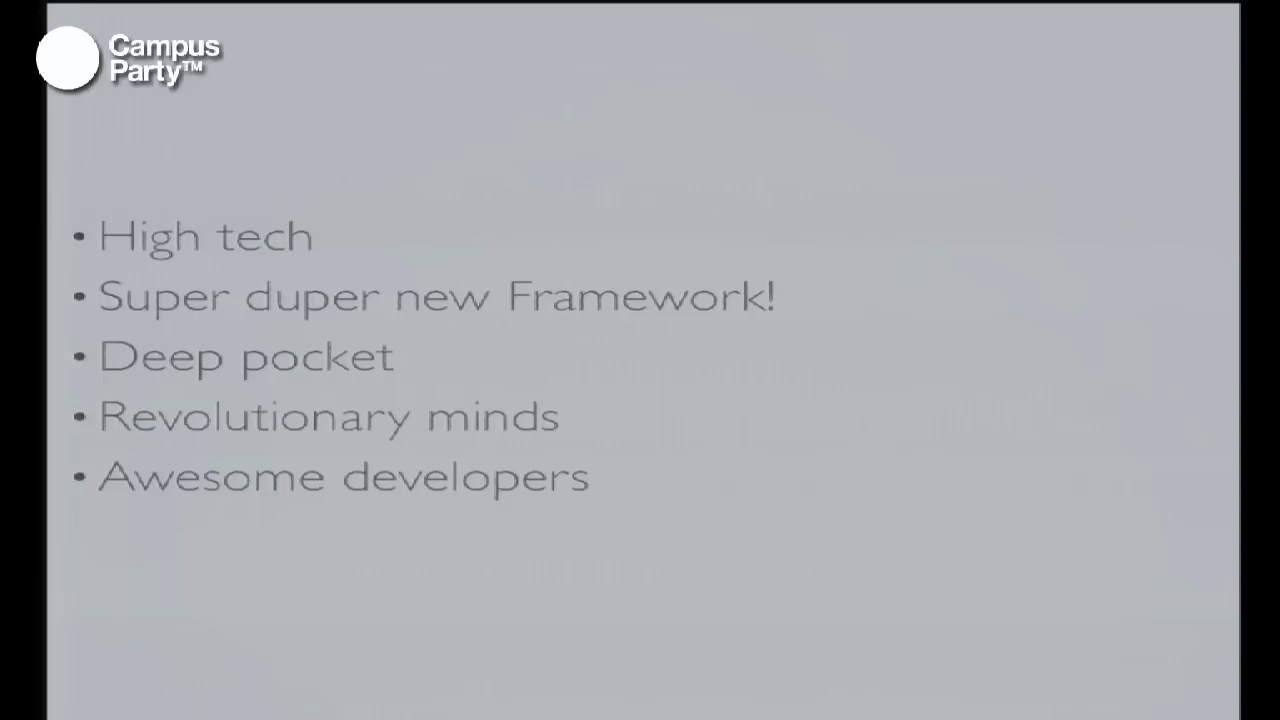 Campus
Party™
• High tech
• Super duper new Framework!
• Deep pocket
• Revolutionary minds
• Awesome developers